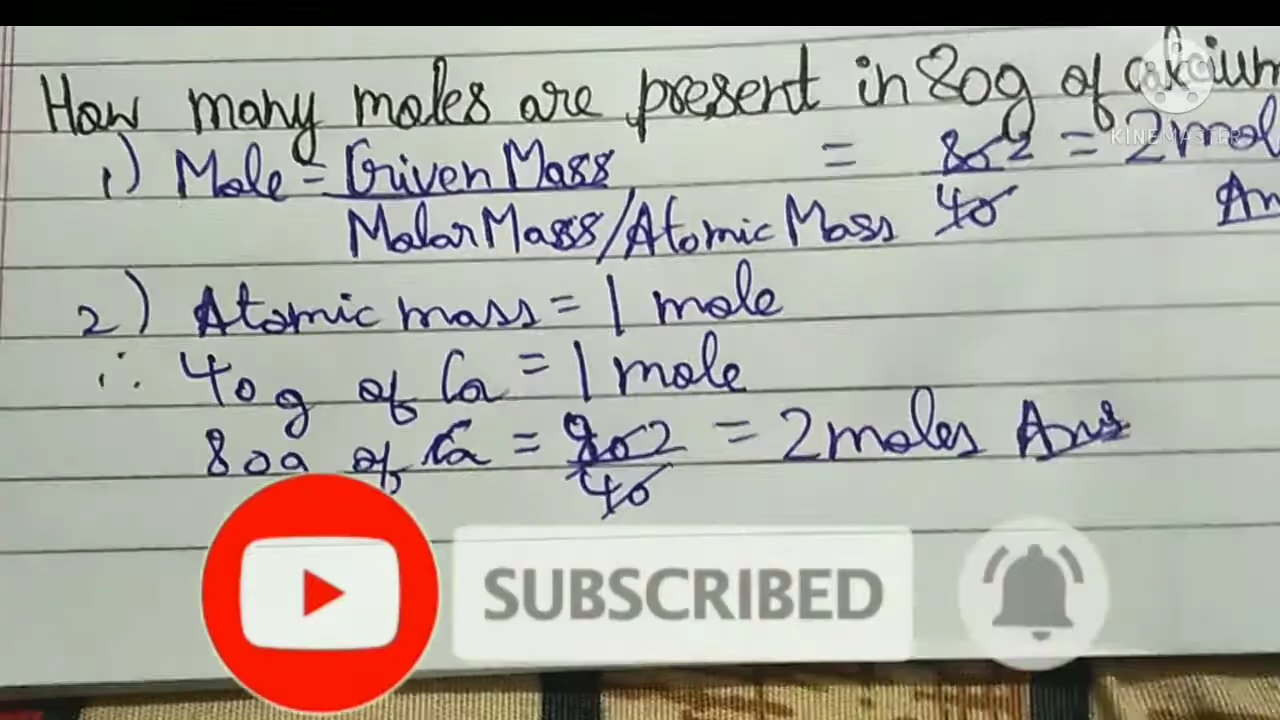 How many moles are present in 80g of calcium
KINEMASTER
1) Mole = Given Mass = 80 2 = 2 mol
Molar Mass/Atomic Mass 40 An
2) Atomic mass = 1 mole
∴ 40g of Ca = 1 mole
80g of Ca = 80 2 = 2 moles Ans
40
SUBSCRIBED